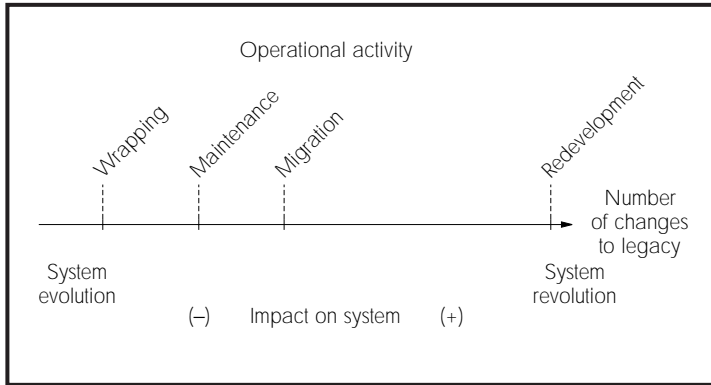 Operational activity
Wrapping
Maintenance
Migration
Redevelopment
Number
of changes
to legacy
System
evolution
System
revolution
(–) Impact on system (+)